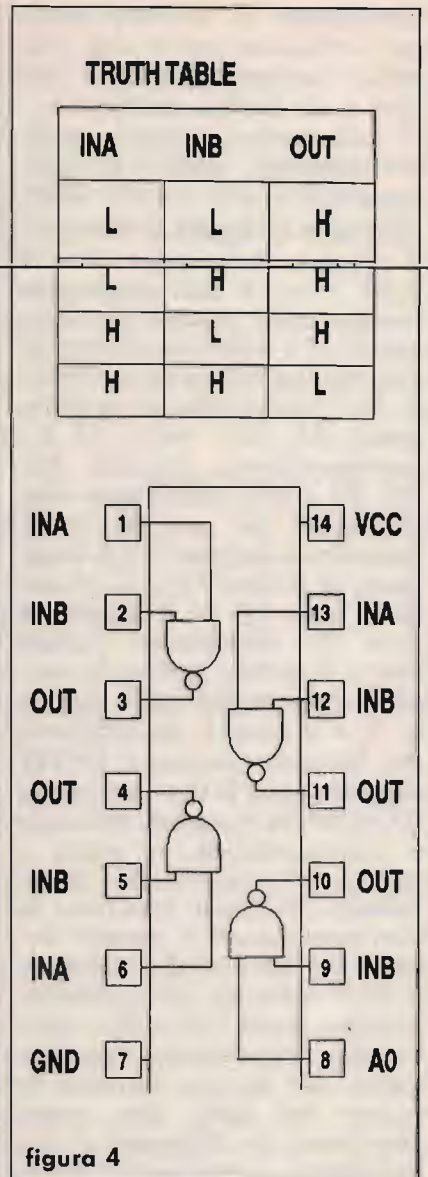 TRUTH TABLE
INA INB OUT
L L H
L H H
H L H
H H L
INA 1 14 VCC
INB 2 13 INA
OUT 3 12 INB
OUT 4 11 OUT
INB 5 10 OUT
INA 6 9 INB
GND 7 8 A0
figura 4